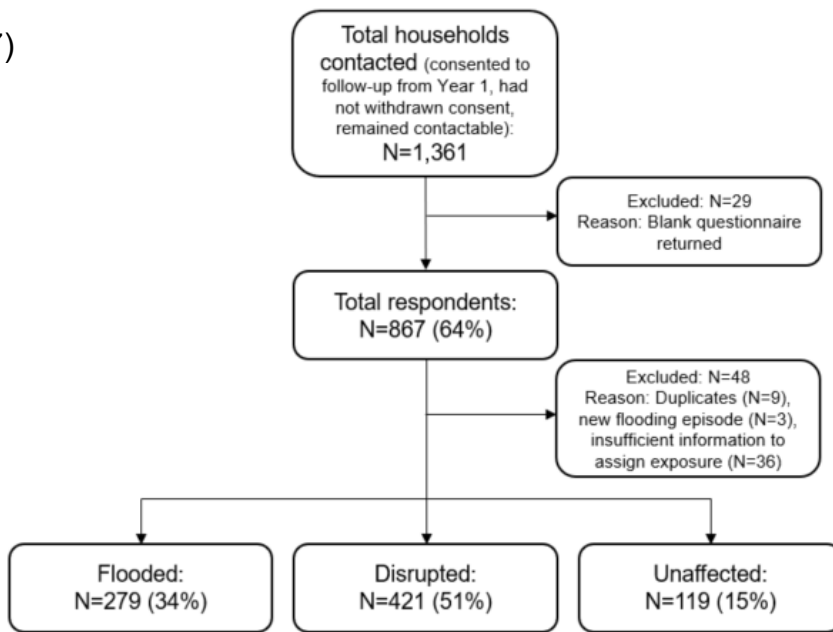 )
Total households
contacted (consented to
follow-up from Year 1, had
not withdrawn consent,
remained contactable):
N=1,361
Excluded: N=29
Reason: Blank questionnaire
returned
Total respondents:
N=867 (64%)
Excluded: N=48
Reason: Duplicates (N=9),
new flooding episode (N=3),
insufficient information to
assign exposure (N=36)
Flooded:
N=279 (34%)
Disrupted:
N=421 (51%)
Unaffected:
N=119 (15%)